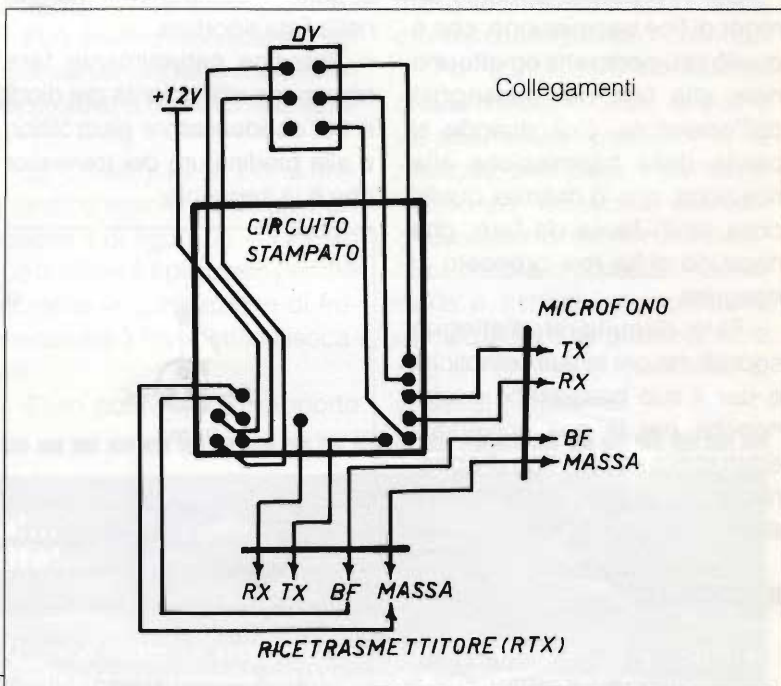 DV
+12V
Collegamenti
CIRCUITO
STAMPATO
MICROFONO
TX
RX
BF
MASSA
RX TX BF MASSA
RICETRASMETTITORE (RTX)